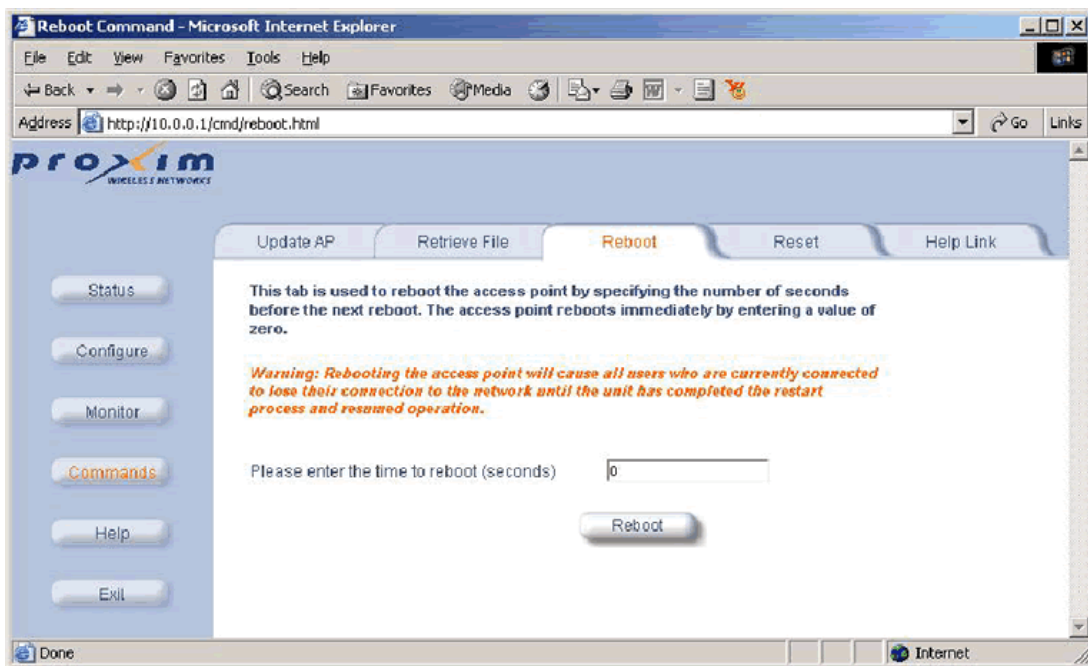 Reboot Command - Microsoft Internet Explorer
File Edit View Favorites Tools Help
Back Search Favorites Media
Address http://10.0.0.1/cmd/reboot.html Go Links
proxim
WIRELESS NETWORKS
Update AP Retrieve File Reboot Reset Help Link
Status
Configure
Monitor
Commands
Help
Exit
This tab is used to reboot the access point by specifying the number of seconds
before the next reboot. The access point reboots immediately by entering a value of
zero.
Warning: Rebooting the access point will cause all users who are currently connected
to lose their connection to the network until the unit has completed the restart
process and resumed operation.
Please enter the time to reboot (seconds) 0
Reboot
Done Internet